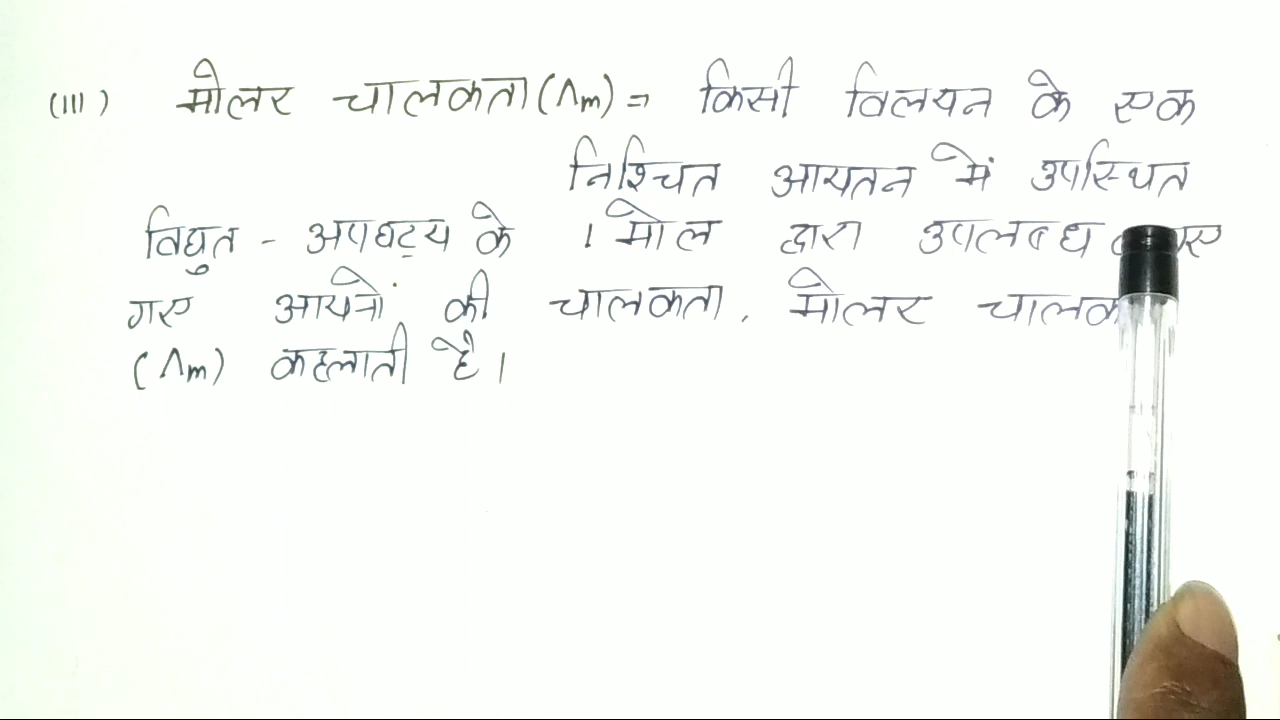 (iii) मोलर चालकता (Λm) ⇒ किसी विलयन के एक
निश्चित आयतन में उपस्थित
विद्युत - अपघट्य के 1 मोल द्वारा उपलब्ध
गए आयनों की चालकता, मोलर
(Λm) कहलाती है।